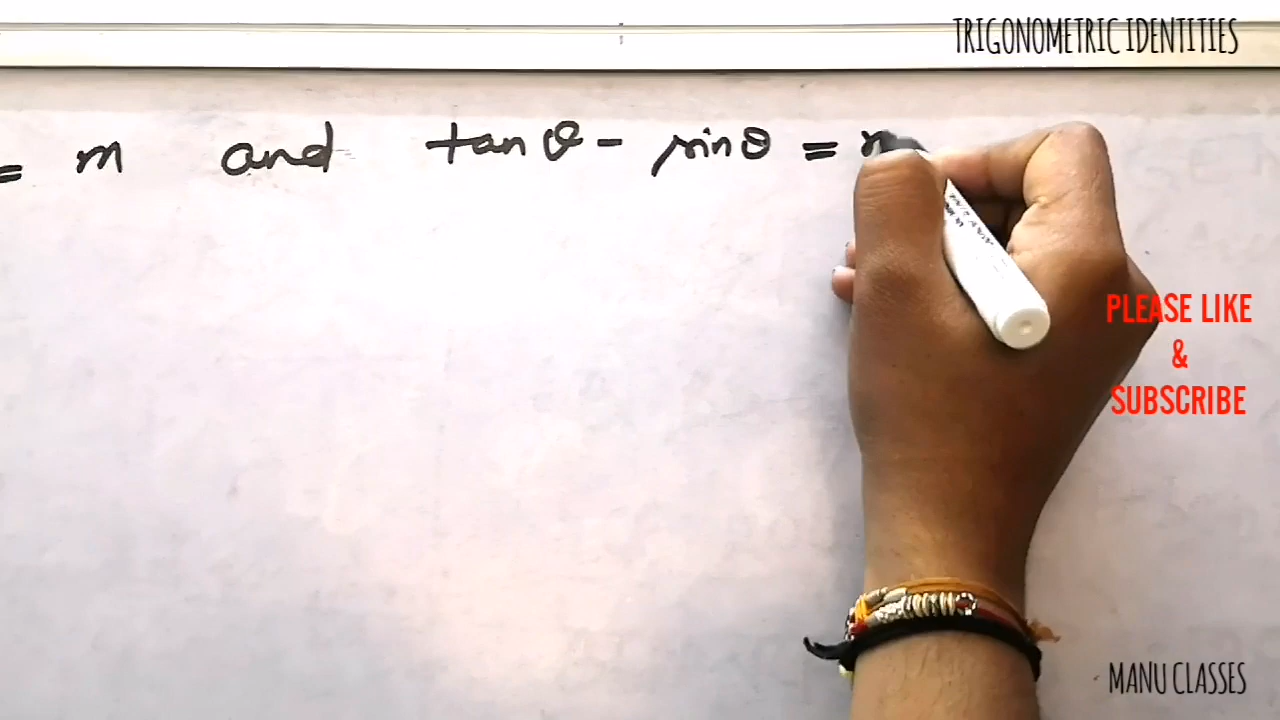 TRIGONOMETRIC IDENTITIES
= m and tan θ - sin θ = n
PLEASE LIKE
&
SUBSCRIBE
MANU CLASSES